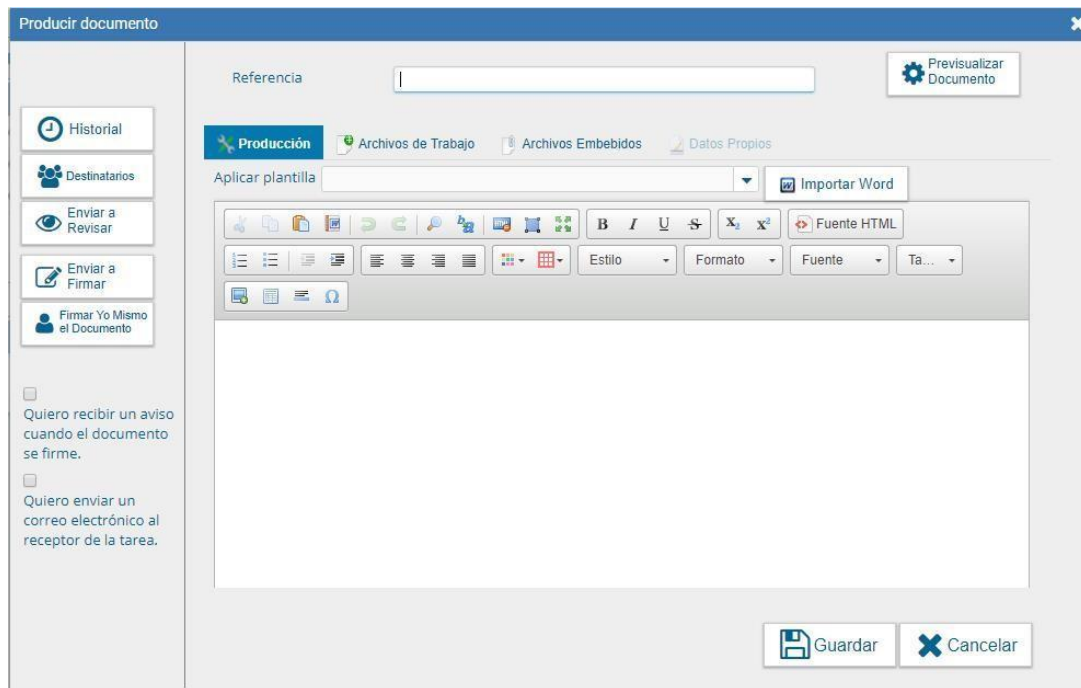 Producir documento
Referencia
Previsualizar
Documento
Historial
Destinatarios
Enviar a
Revisar
Enviar a
Firmar
Firmar Yo Mismo
el Documento
Quiero recibir un aviso
cuando el documento
se firme.
Quiero enviar un
correo electrónico al
receptor de la tarea.
Producción Archivos de Trabajo Archivos Embebidos Datos Propios
Aplicar plantilla Importar Word
B I U S X₂ x² Fuente HTML
Estilo Formato Fuente Ta...
Ω
Guardar Cancelar